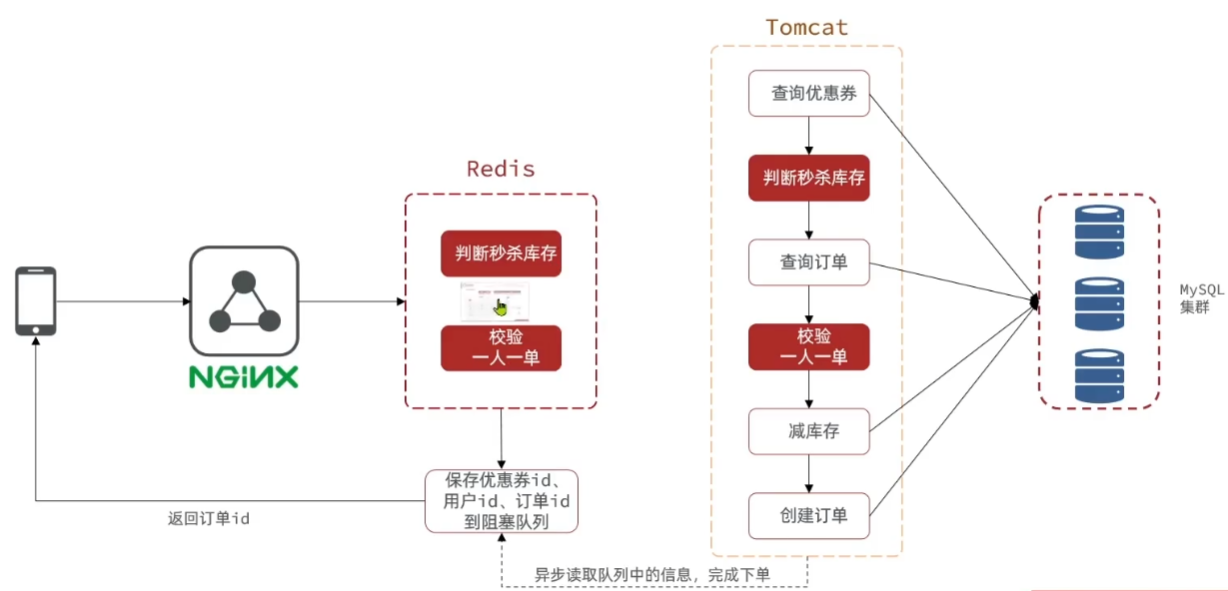 Tomcat
查询优惠券
判断秒杀库存
查询订单
校验
一人一单
减库存
创建订单
Redis
判断秒杀库存
校验
一人一单
NGiNX
保存优惠券id、
用户id、订单id
到阻塞队列
返回订单id
异步读取队列中的信息，完成下单
MySQL
集群